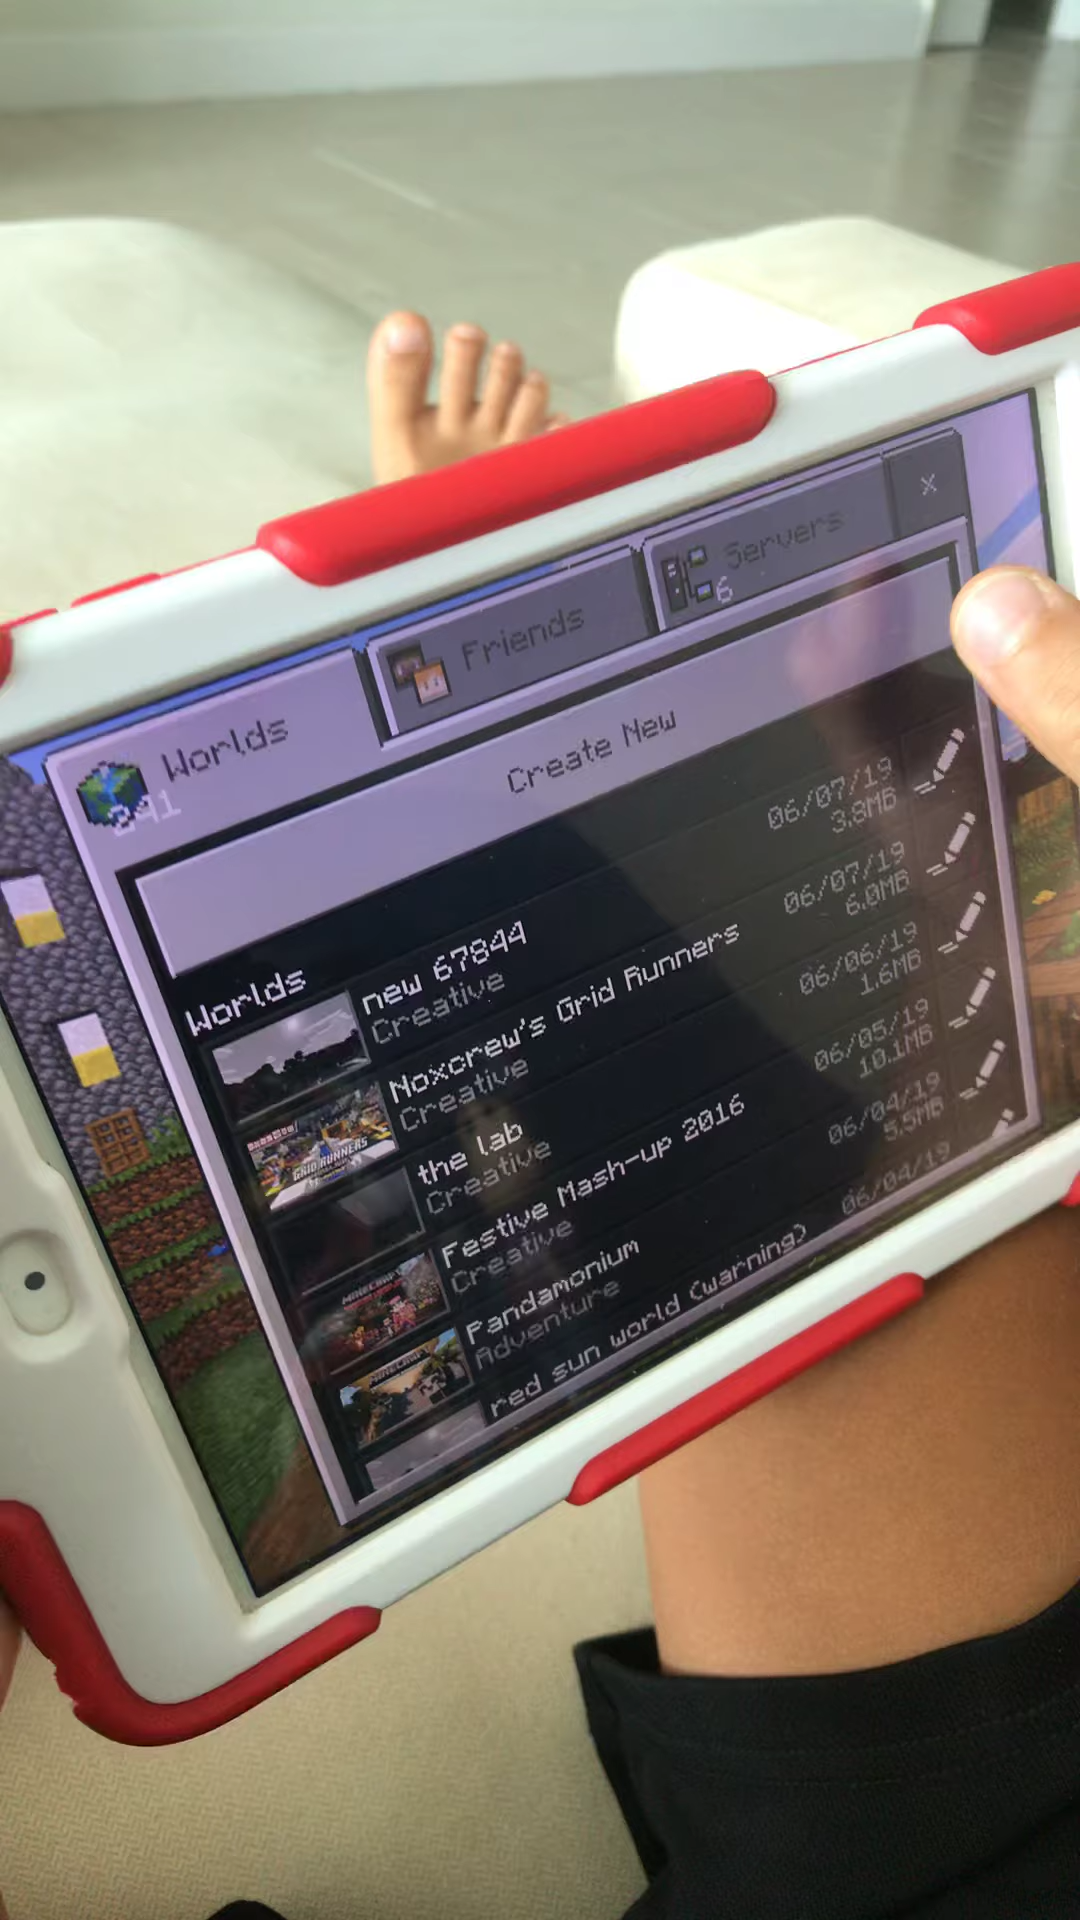 Worlds
Friends
Servers
6
X
Create New
Worlds
new 67844
Creative
06/07/19
3.8MB
Noxcrew's Grid Runners
Creative
06/07/19
6.0MB
the lab
Creative
06/06/19
1.6MB
Festive Mash-up 2016
Creative
06/05/19
10.1MB
Pandamonium
Adventure
06/04/19
5.5MB
red sun world (warning)
06/04/19
GRID RUNNERS
MINECRAFT
MINECRAFT